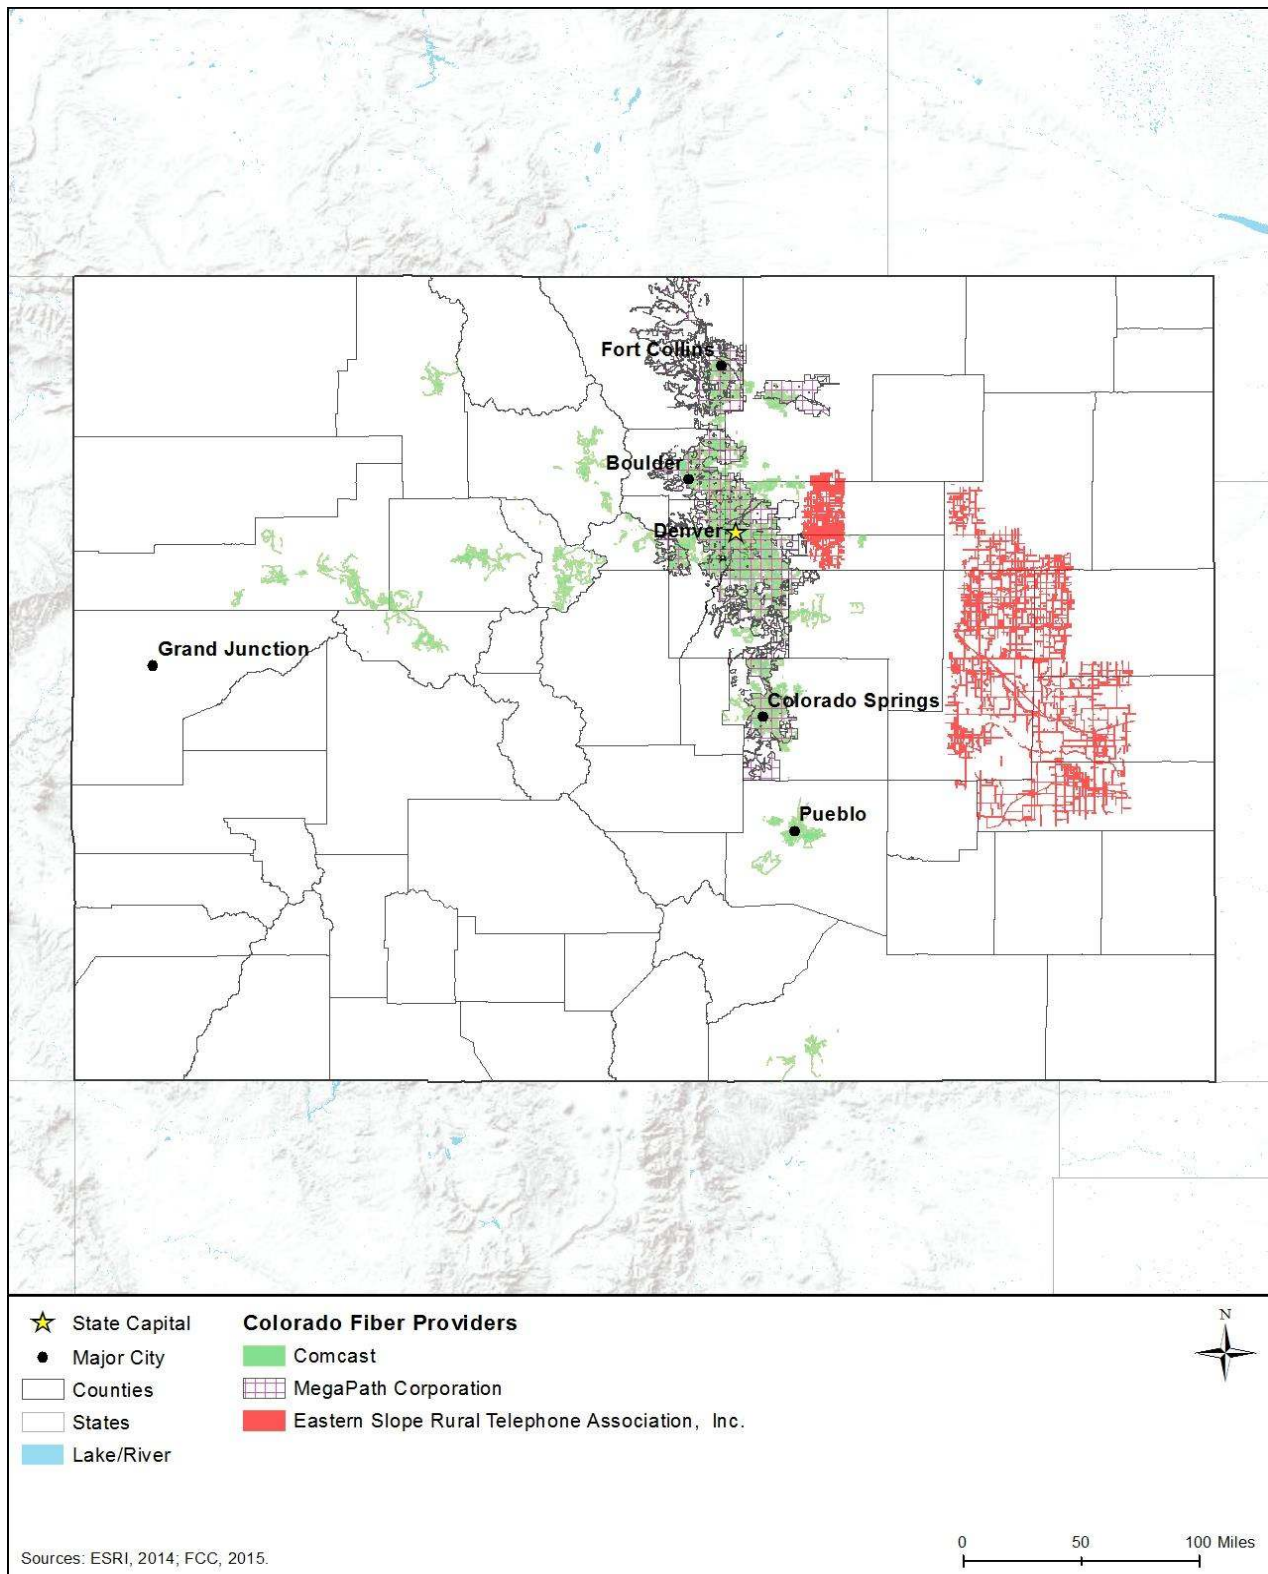 Fort Collins
Boulder
Denver
Grand Junction
Colorado Springs
Pueblo
State Capital
Major City
Counties
States
Lake/River
Colorado Fiber Providers
Comcast
MegaPath Corporation
Eastern Slope Rural Telephone Association, Inc.
N
Sources: ESRI, 2014; FCC, 2015.
0 50 100 Miles